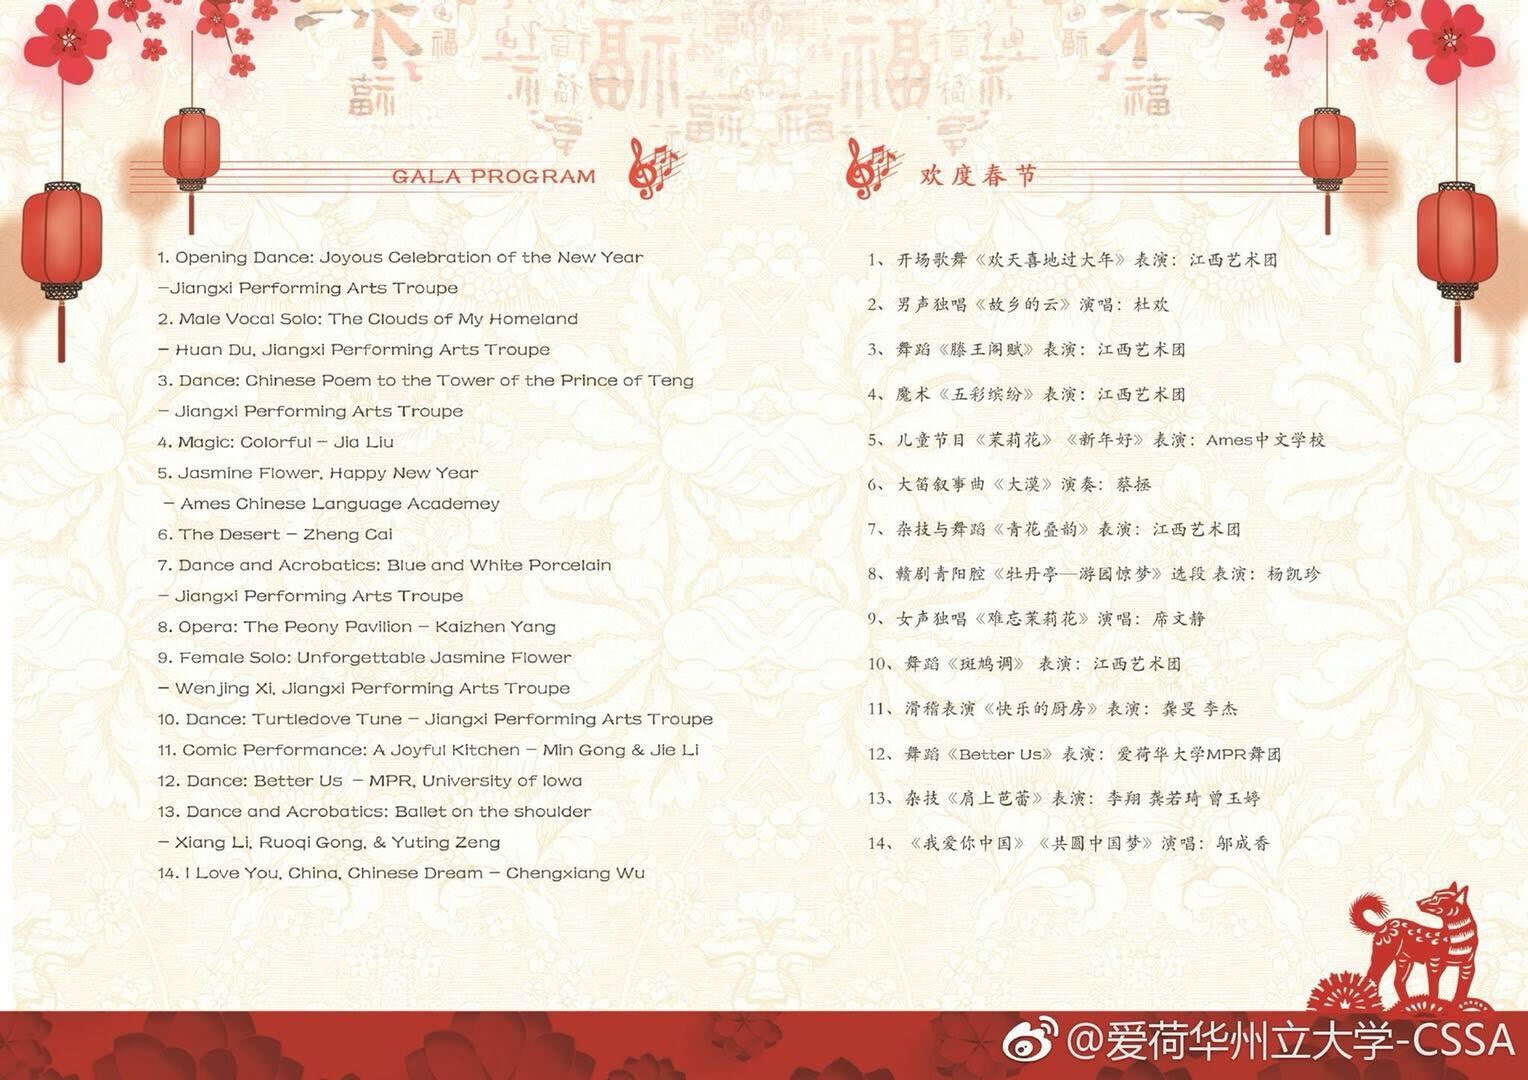 GALA PROGRAM
1. Opening Dance: Joyous Celebration of the New Year
-Jiangxi Performing Arts Troupe
2. Male Vocal Solo: The Clouds of My Homeland
- Huan Du, Jiangxi Performing Arts Troupe
3. Dance: Chinese Poem to the Tower of the Prince of Teng
- Jiangxi Performing Arts Troupe
4. Magic: Colorful - Jia Liu
5. Jasmine Flower, Happy New Year
- Ames Chinese Language Academey
6. The Desert - Zheng Cai
7. Dance and Acrobatics: Blue and White Porcelain
- Jiangxi Performing Arts Troupe
8. Opera: The Peony Pavilion - Kaizhen Yang
9. Female Solo: Unforgettable Jasmine Flower
- Wenjing Xi, Jiangxi Performing Arts Troupe
10. Dance: Turtledove Tune - Jiangxi Performing Arts Troupe
11. Comic Performance: A Joyful Kitchen - Min Gong & Jie Li
12. Dance: Better Us - MPR, University of Iowa
13. Dance and Acrobatics: Ballet on the shoulder
- Xiang Li, Ruoqi Gong, & Yuting Zeng
14. I Love You, China, Chinese Dream - Chengxiang Wu
欢度春节
1、开场歌舞《欢天喜地过大年》表演：江西艺术团
2、男声独唱《故乡的云》演唱：杜欢
3、舞蹈《滕王阁赋》表演：江西艺术团
4、魔术《五彩缤纷》表演：江西艺术团
5、儿童节目《茉莉花》《新年好》表演：Ames中文学校
6、大笛叙事曲《大漠》演奏：蔡拯
7、杂技与舞蹈《青花叠韵》表演：江西艺术团
8、赣剧青阳腔《牡丹亭—游园惊梦》选段 表演：杨凯珍
9、女声独唱《难忘茉莉花》演唱：席文静
10、舞蹈《斑鸠调》 表演：江西艺术团
11、滑稽表演《快乐的厨房》表演：龚旻 李杰
12、舞蹈《Better Us》表演：爱荷华大学MPR舞团
13、杂技《肩上芭蕾》表演：李翔 龚若琦 曾玉婷
14、《我爱你中国》《共圆中国梦》演唱：邬成香
@爱荷华州立大学-CSSA